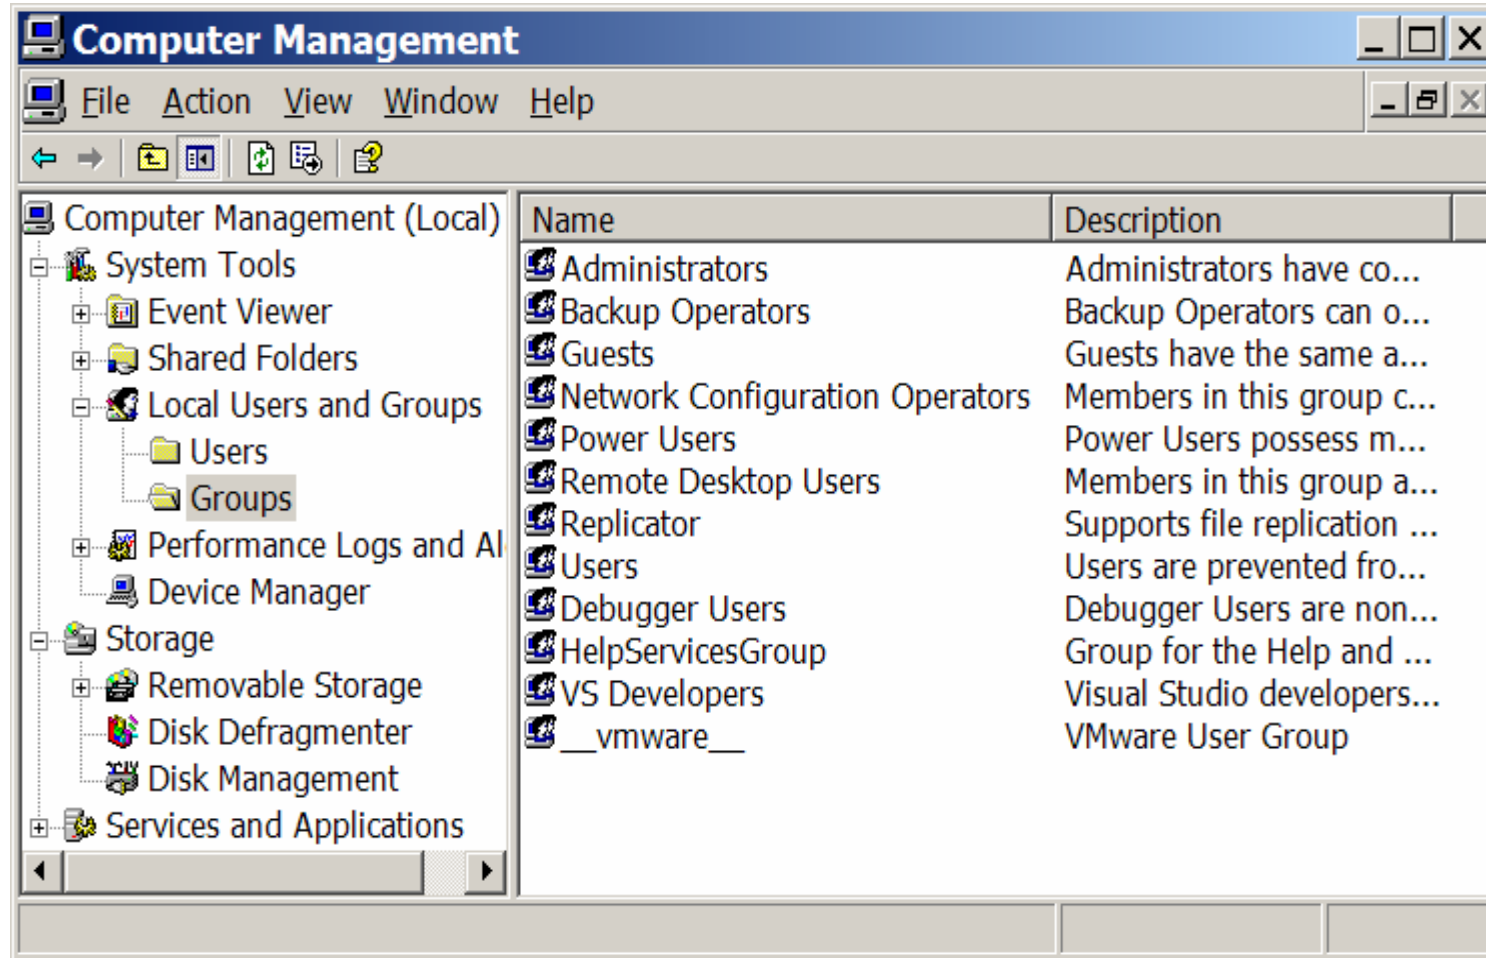 Computer Management
File Action View Window Help
Computer Management (Local)
System Tools
Event Viewer
Shared Folders
Local Users and Groups
Users
Groups
Performance Logs and Al
Device Manager
Storage
Removable Storage
Disk Defragmenter
Disk Management
Services and Applications
Name Description
Administrators Administrators have co...
Backup Operators Backup Operators can o...
Guests Guests have the same a...
Network Configuration Operators Members in this group c...
Power Users Power Users possess m...
Remote Desktop Users Members in this group a...
Replicator Supports file replication ...
Users Users are prevented fro...
Debugger Users Debugger Users are non...
HelpServicesGroup Group for the Help and ...
VS Developers Visual Studio developers...
__vmware__ VMware User Group